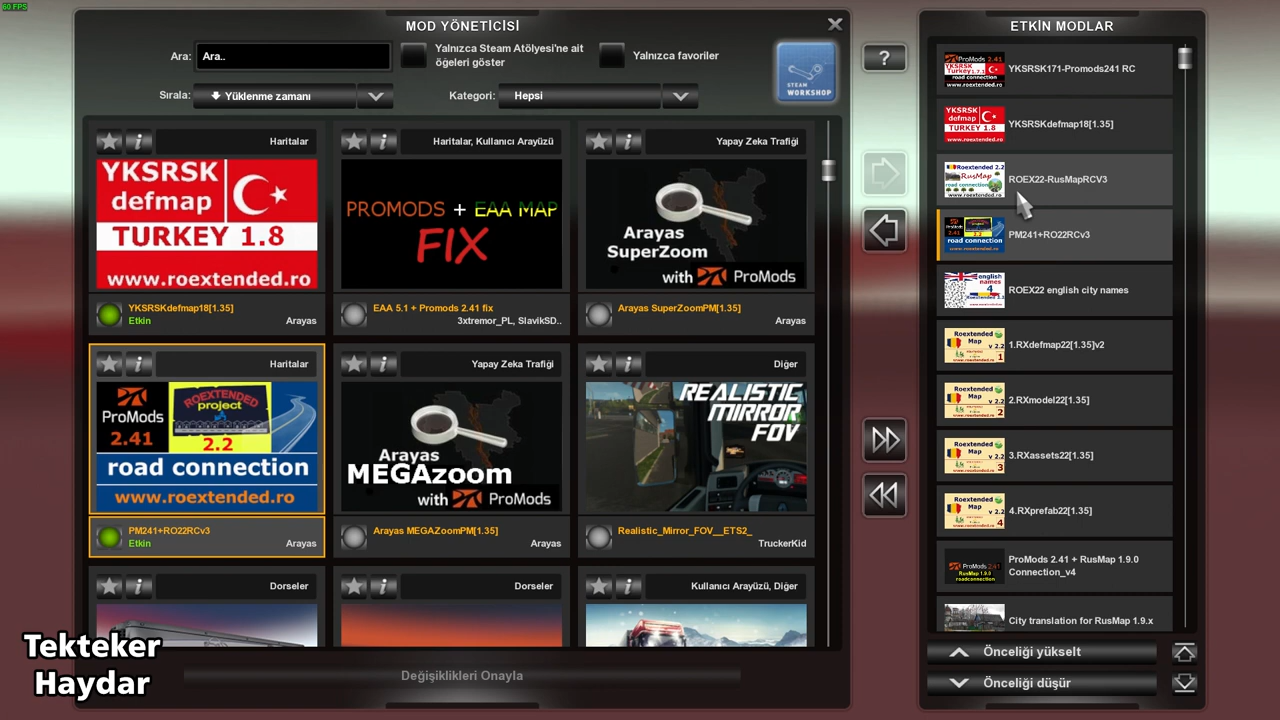 60 FPS
MOD YÖNETİCİSİ
Ara:
Ara..
Yalnızca Steam Atölyesi'ne ait
öğeleri göster
Yalnızca favoriler
STEAM
WORKSHOP
Sırala:
Yüklenme zamanı
Kategori:
Hepsi
Haritalar
YKSRSK
defmap
TURKEY 1.8
www.roextended.ro
YKSRSKdefmap18[1.35]
Etkin
Arayas
Haritalar, Kullanıcı Arayüzü
PROMODS + EAA MAP
FIX
EAA 5.1 + Promods 2.41 fix
3xtremor_PL, SlavikSD..
Yapay Zeka Trafiği
Arayas
SuperZoom
with ProMods
Arayas SuperZoomPM[1.35]
Arayas
Haritalar
ProMods
2.41
ROEXTENDED
project
2.2
road connection
www.roextended.ro
PM241+RO22RCv3
Etkin
Arayas
Yapay Zeka Trafiği
Arayas
MEGAzoom
with ProMods
Arayas MEGAZoomPM[1.35]
Arayas
Diğer
REALISTIC
MIRROR
FOV
Realistic_Mirror_FOV__ETS2_
TruckerKid
Dorseler
Dorseler
Kullanıcı Arayüzü, Diğer
Değişiklikleri Onayla
Tekteker
Haydar
?
ETKİN MODLAR
YKSRSK171-Promods241 RC
YKSRSKdefmap18[1.35]
ROEX22-RusMapRCV3
PM241+RO22RCv3
ROEX22 english city names
1.RXdefmap22[1.35]v2
2.RXmodel22[1.35]
3.RXassets22[1.35]
4.RXprefab22[1.35]
ProMods 2.41 + RusMap 1.9.0
Connection_v4
City translation for RusMap 1.9.x
Önceliği yükselt
Önceliği düşür